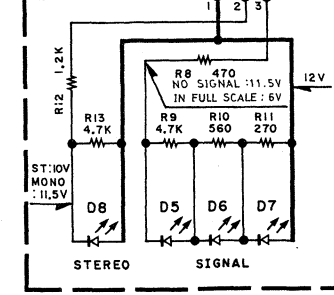 1
2
3
1.2K
R12
R8 470
NO SIGNAL : 11.5V
IN FULL SCALE : 6V
12V
R13
4.7K
R9
4.7K
R10
560
R11
270
ST:10V
MONO
:11.5V
D8
D5
D6
D7
STEREO
SIGNAL